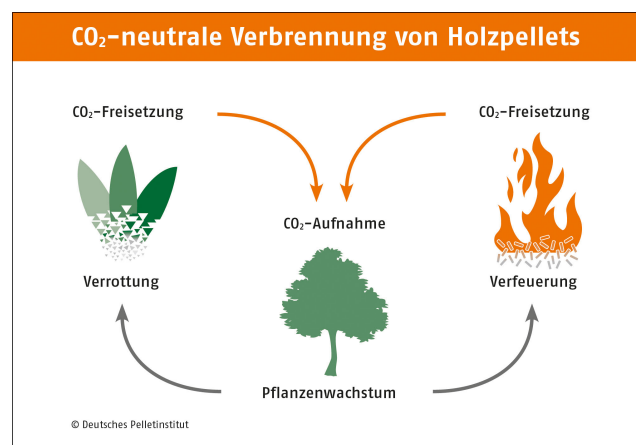 CO₂-neutrale Verbrennung von Holzpellets
CO₂-Freisetzung
CO₂-Freisetzung
CO₂-Aufnahme
Verrottung
Verfeuerung
Pflanzenwachstum
© Deutsches Pelletinstitut